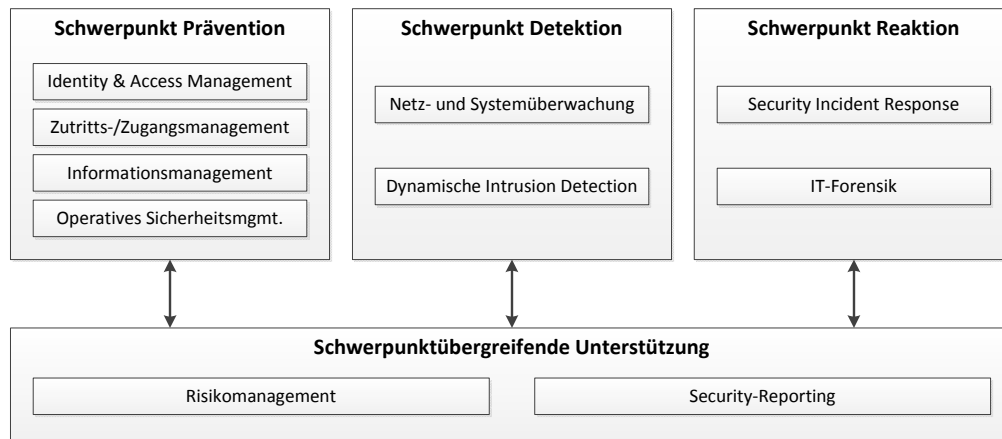 Schwerpunkt Prävention
Identity & Access Management
Zutritts-/Zugangsmanagement
Informationsmanagement
Operatives Sicherheitsmgmt.
Schwerpunkt Detektion
Netz- und Systemüberwachung
Dynamische Intrusion Detection
Schwerpunkt Reaktion
Security Incident Response
IT-Forensik
Schwerpunktübergreifende Unterstützung
Risikomanagement
Security-Reporting